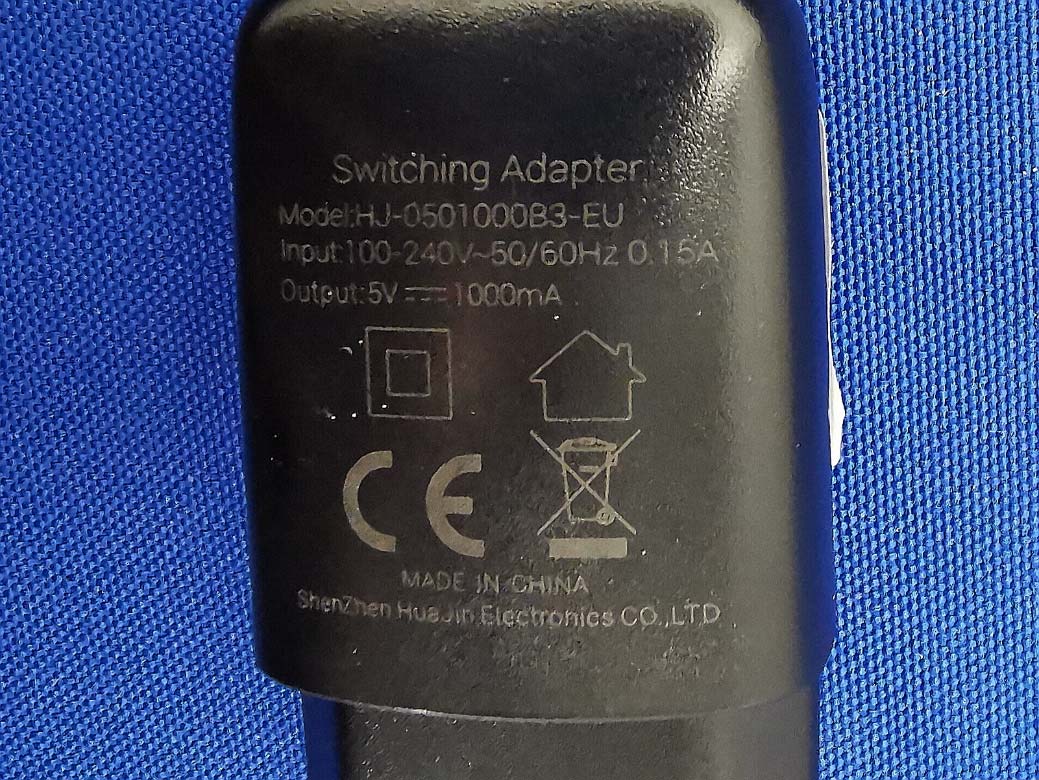 Switching Adapter
Model:HJ-0501000B3-EU
Input:100-240V~50/60Hz 0.15A
Output:5V⎓1000mA
CE
MADE IN CHINA
ShenZhen HuaJin Electronics CO.,LTD